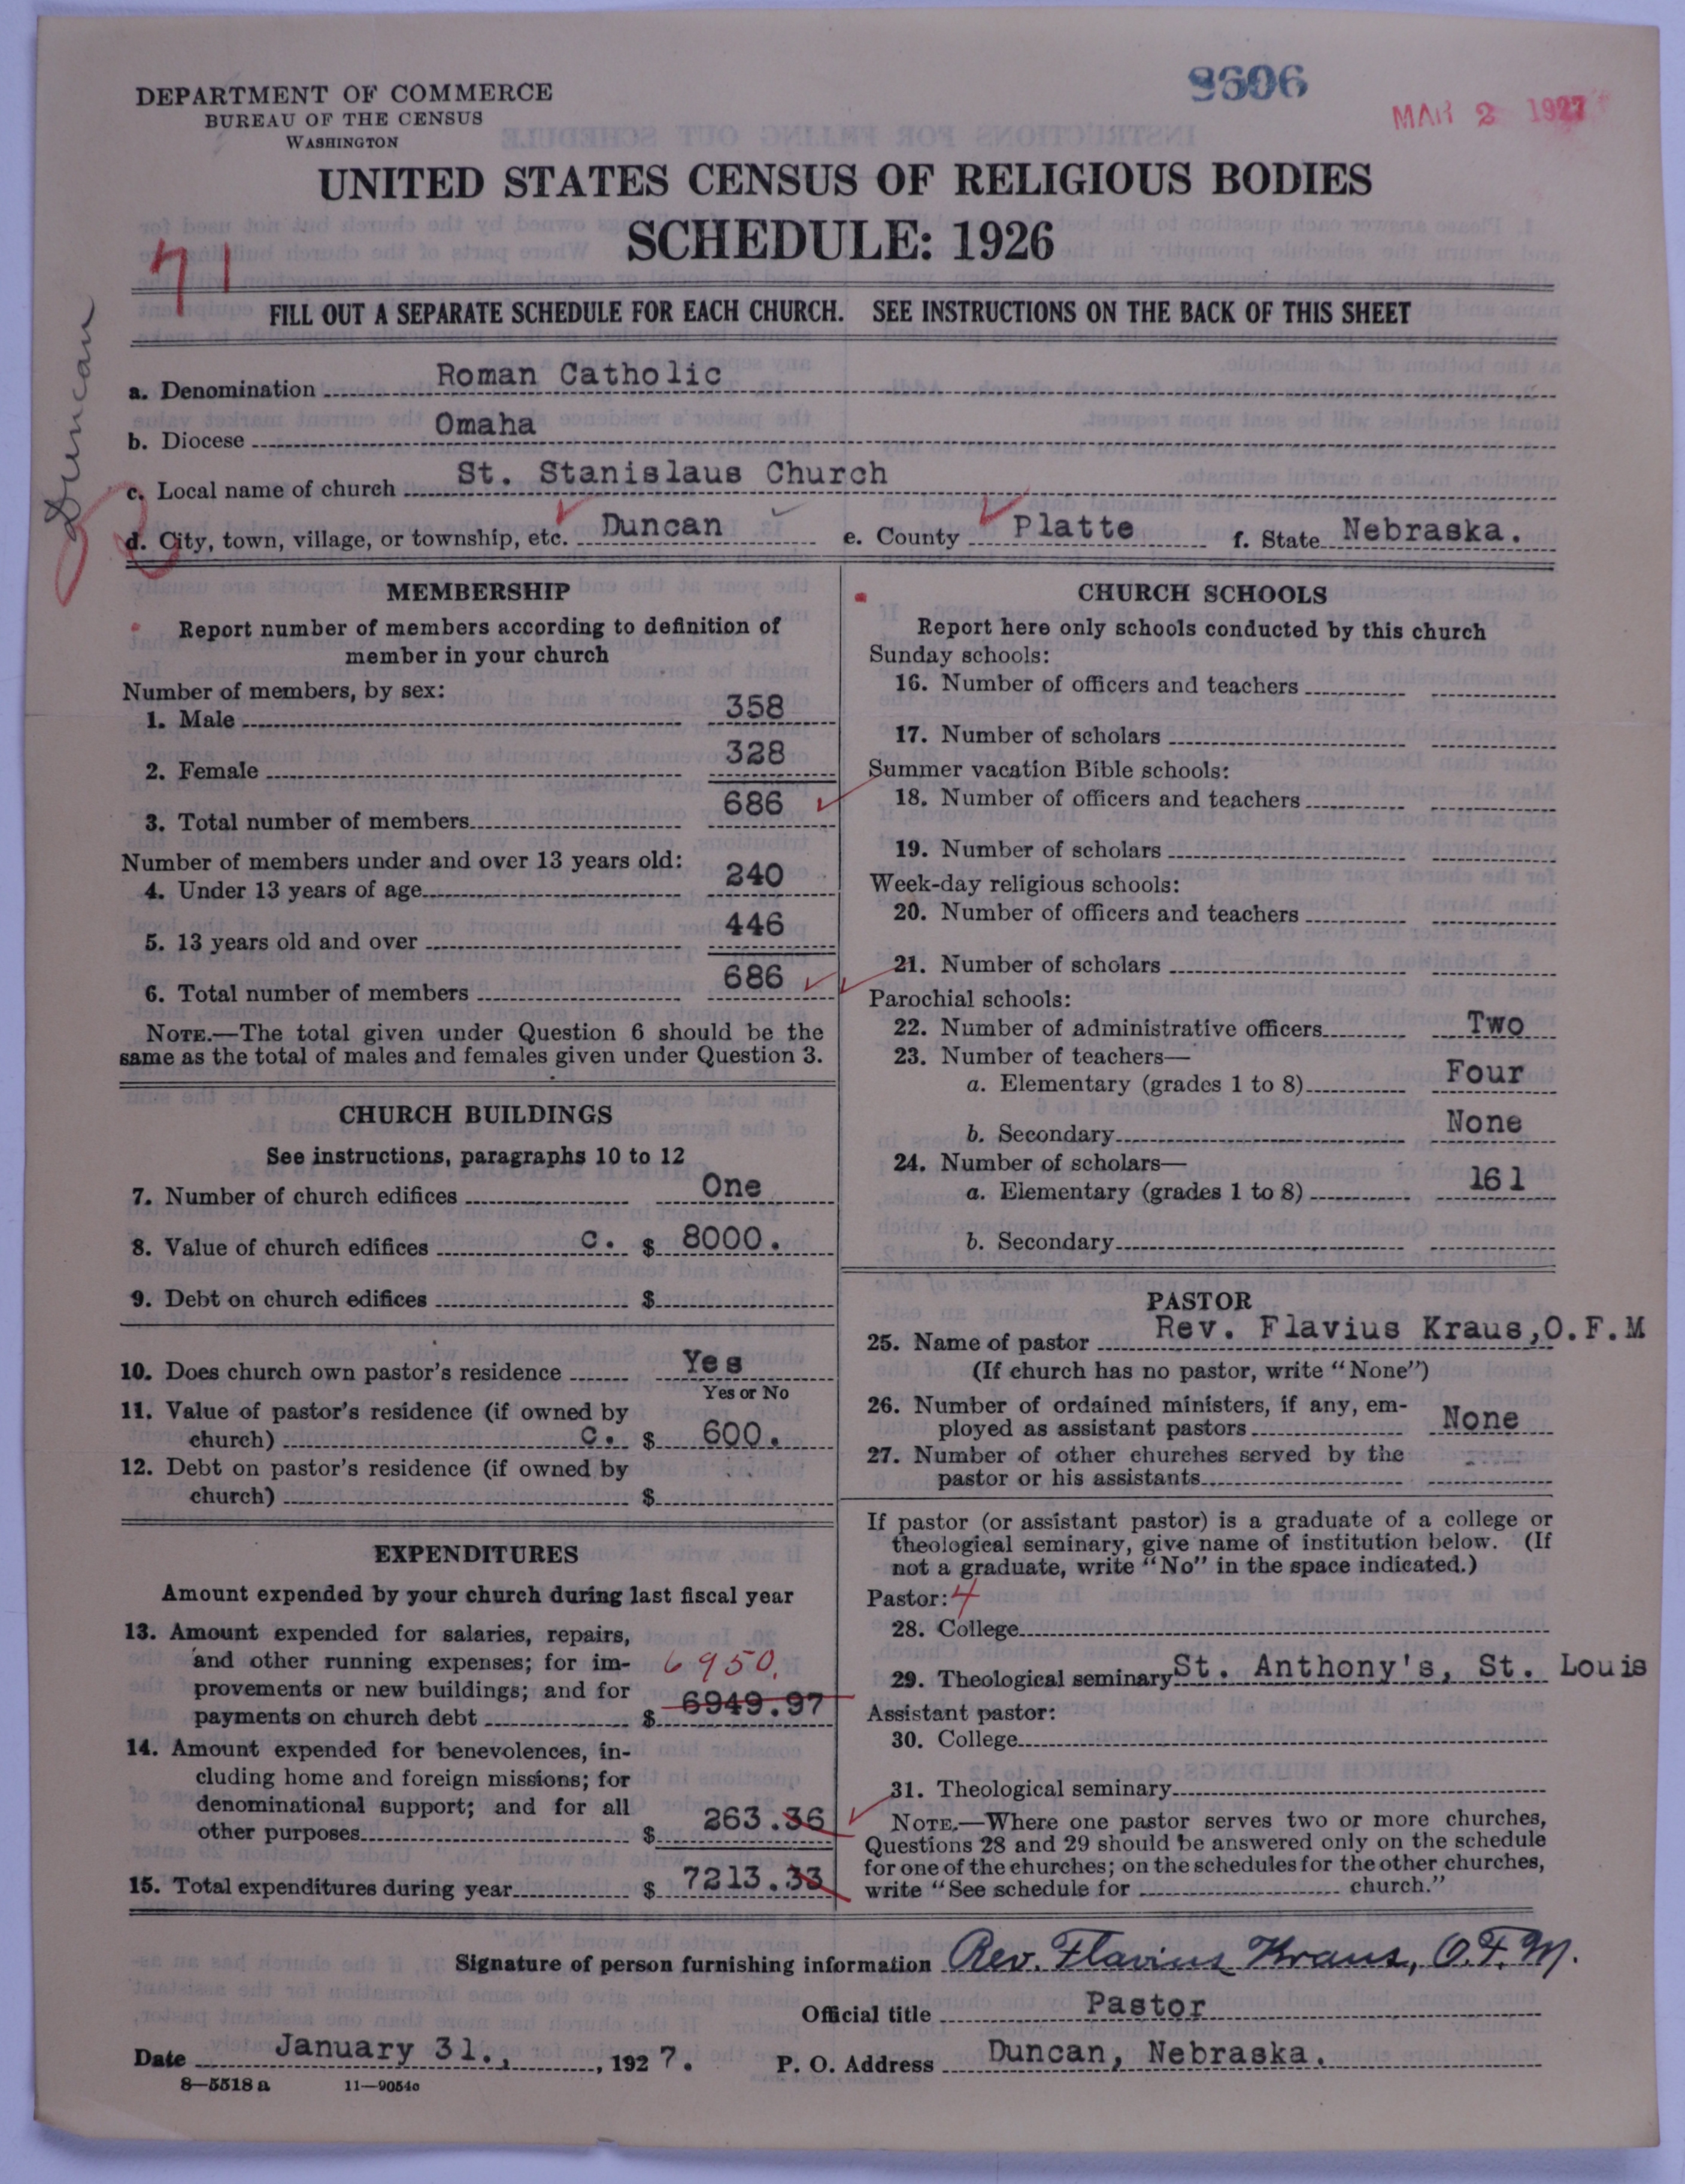 9606
MAR 2 1927
DEPARTMENT OF COMMERCE
BUREAU OF THE CENSUS
WASHINGTON
UNITED STATES CENSUS OF RELIGIOUS BODIES
SCHEDULE: 1926
71
FILL OUT A SEPARATE SCHEDULE FOR EACH CHURCH. SEE INSTRUCTIONS ON THE BACK OF THIS SHEET
Duncan
a. Denomination Roman Catholic
b. Diocese Omaha
c. Local name of church St. Stanislaus Church
d. City, town, village, or township, etc. Duncan e. County Platte f. State Nebraska.
MEMBERSHIP
Report number of members according to definition of
member in your church
Number of members, by sex:
1. Male 358
2. Female 328
3. Total number of members 686
Number of members under and over 13 years old:
4. Under 13 years of age 240
5. 13 years old and over 446
6. Total number of members 686
NOTE.—The total given under Question 6 should be the
same as the total of males and females given under Question 3.
CHURCH BUILDINGS
See instructions, paragraphs 10 to 12
7. Number of church edifices One
8. Value of church edifices c. $ 8000.
9. Debt on church edifices $
10. Does church own pastor's residence Yes
Yes or No
11. Value of pastor's residence (if owned by
church) c. $ 600.
12. Debt on pastor's residence (if owned by
church) $
EXPENDITURES
Amount expended by your church during last fiscal year
13. Amount expended for salaries, repairs,
and other running expenses; for im- 6950.
provements or new buildings; and for
payments on church debt $ 6949.97
14. Amount expended for benevolences, in-
cluding home and foreign missions; for
denominational support; and for all
other purposes $ 263.36
15. Total expenditures during year $ 7213.33
CHURCH SCHOOLS
Report here only schools conducted by this church
Sunday schools:
16. Number of officers and teachers
17. Number of scholars
Summer vacation Bible schools:
18. Number of officers and teachers
19. Number of scholars
Week-day religious schools:
20. Number of officers and teachers
21. Number of scholars
Parochial schools:
22. Number of administrative officers Two
23. Number of teachers—
a. Elementary (grades 1 to 8) Four
b. Secondary None
24. Number of scholars—
a. Elementary (grades 1 to 8) 161
b. Secondary
PASTOR
25. Name of pastor Rev. Flavius Kraus,O.F.M
(If church has no pastor, write "None")
26. Number of ordained ministers, if any, em-
ployed as assistant pastors None
27. Number of other churches served by the
pastor or his assistants
If pastor (or assistant pastor) is a graduate of a college or
theological seminary, give name of institution below. (If
not a graduate, write "No" in the space indicated.)
Pastor: 4
28. College
29. Theological seminary St. Anthony's, St. Louis
Assistant pastor:
30. College
31. Theological seminary
NOTE.—Where one pastor serves two or more churches,
Questions 28 and 29 should be answered only on the schedule
for one of the churches; on the schedules for the other churches,
write "See schedule for church."
Signature of person furnishing information Rev. Flavius Kraus, O.F.M.
Official title Pastor
Date January 31., 1927. P. O. Address Duncan, Nebraska.
8—5518 a 11—9054c